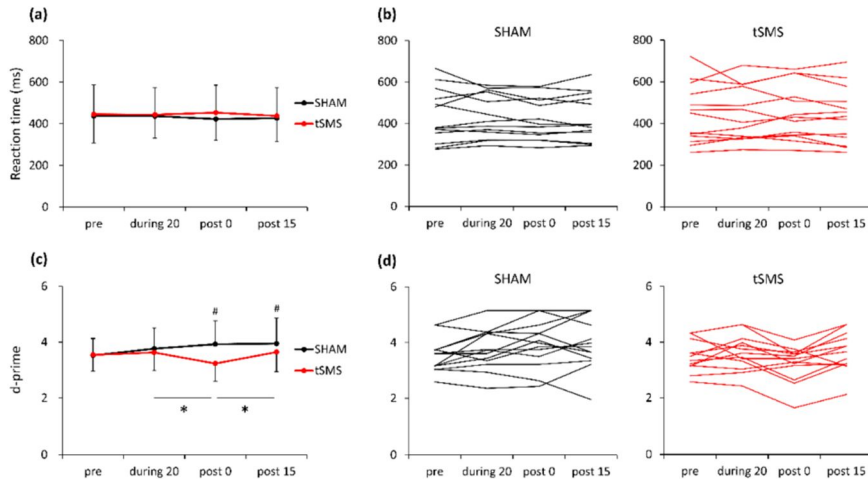 (a)
800
600
400
200
0
Reaction time (ms)
SHAM
tSMS
pre during 20 post 0 post 15
(b)
SHAM
800
600
400
200
0
pre during 20 post 0 post 15
tSMS
800
600
400
200
0
pre during 20 post 0 post 15
(c)
6
4
2
0
d-prime
# #
SHAM
tSMS
* *
pre during 20 post 0 post 15
(d)
SHAM
6
4
2
0
pre during 20 post 0 post 15
tSMS
6
4
2
0
pre during 20 post 0 post 15